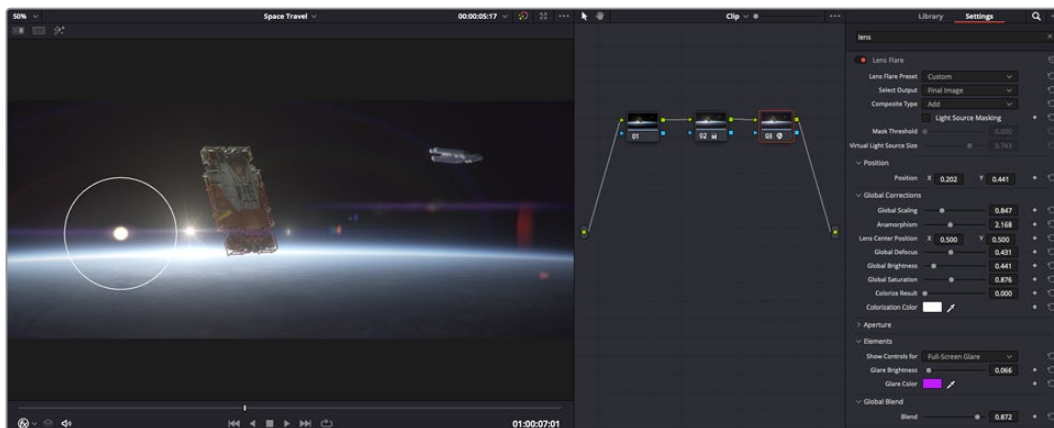 50% Space Travel 00:00:05:17 Clip Library Settings
lens
Lens Flare
Lens Flare Preset Custom
Select Output Final Image
Composite Type Add
Light Source Masking
Mask Threshold 0.000
Virtual Light Source Size 0.743
Position
Position X 0.202 Y 0.441
Global Corrections
Global Scaling 0.847
Anamorphism 2.168
Lens Center Position X 0.500 Y 0.500
Global Defocus 0.431
Global Brightness 0.441
Global Saturation 0.876
Colorize Result 0.000
Colorization Color
Aperture
Elements
Show Controls for Full-Screen Glare
Glare Brightness 0.066
Glare Color
Global Blend
Blend 0.872
01
02
03
01:00:07:01